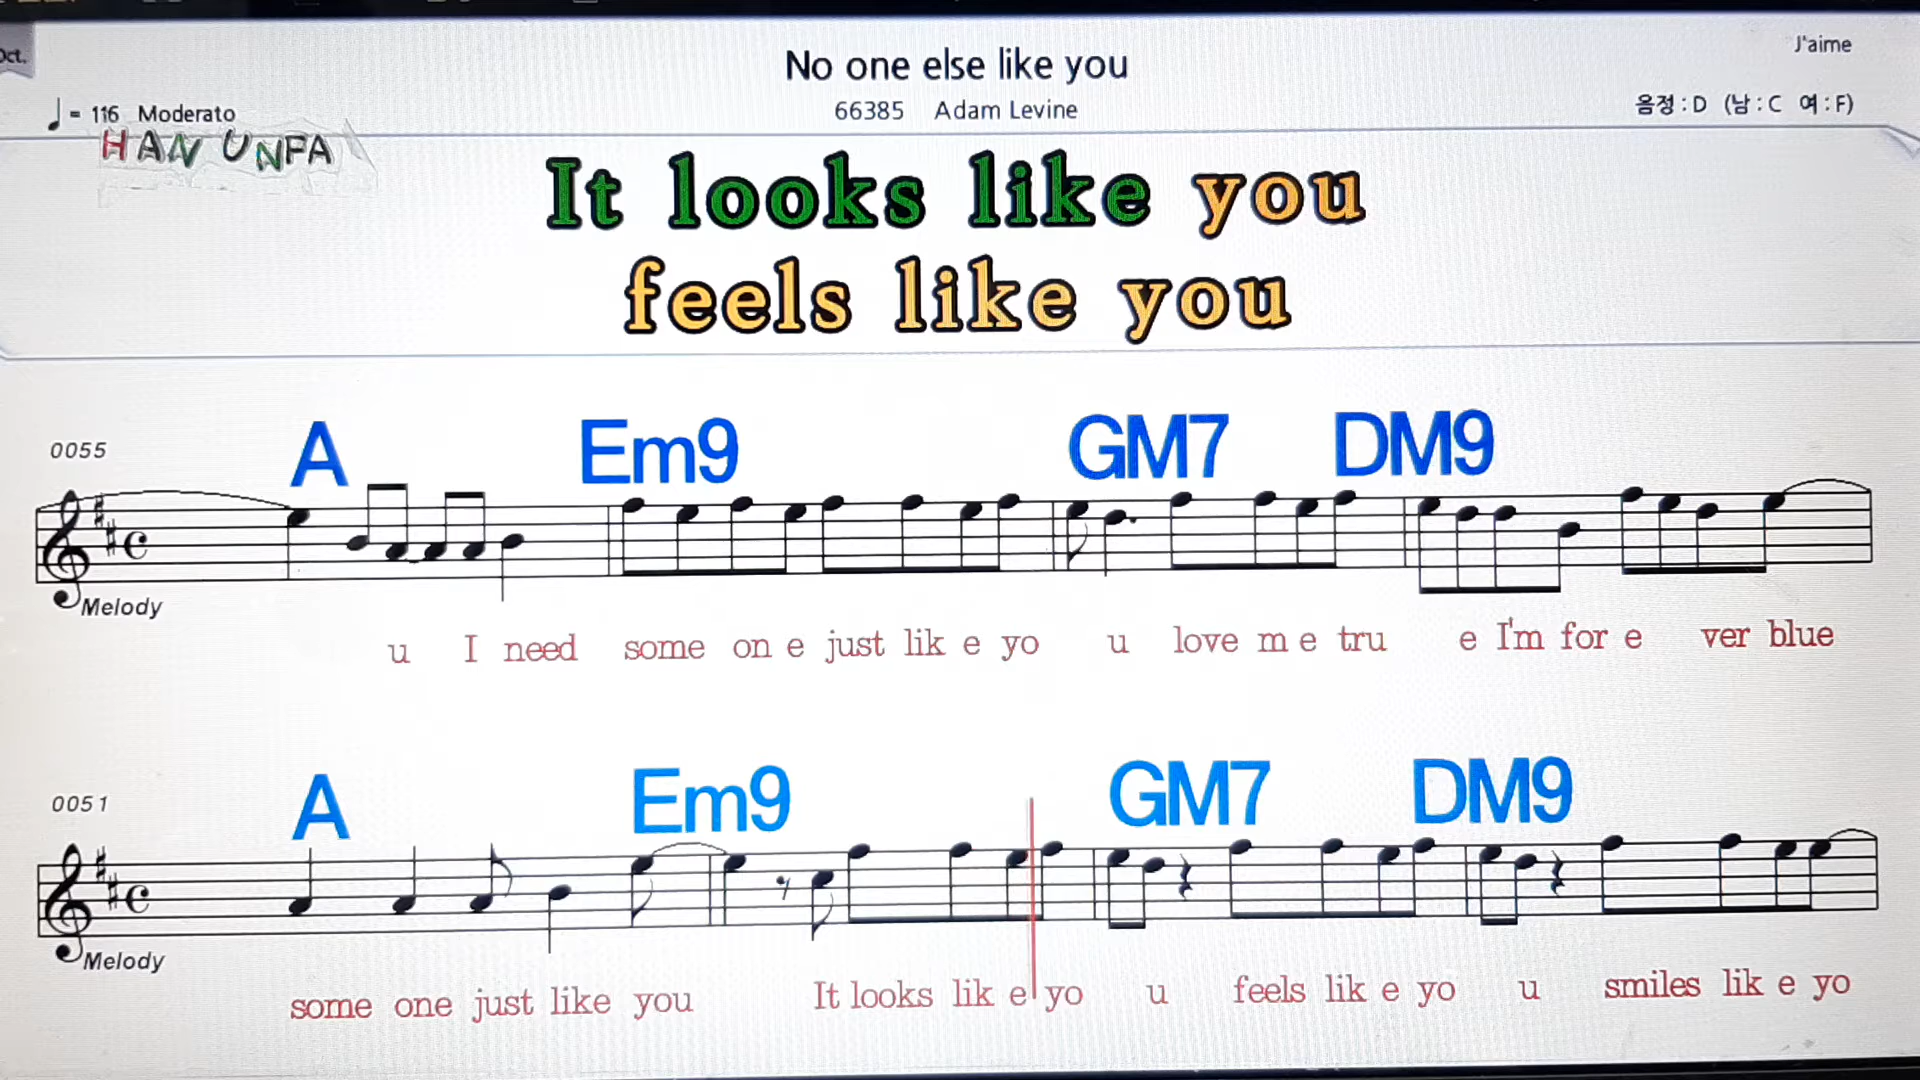 Oct.
No one else like you
J'aime
♩ = 116 Moderato
66385 Adam Levine
음정 : D (남 : C 여 : F)
HAN UNPA
It looks like you
feels like you
A Em9 GM7 DM9
0055
Melody
u I need some on e just lik e yo u love m e tru e I'm for e ver blue
A Em9 GM7 DM9
0051
Melody
some one just like you It looks lik e yo u feels lik e yo u smiles lik e yo